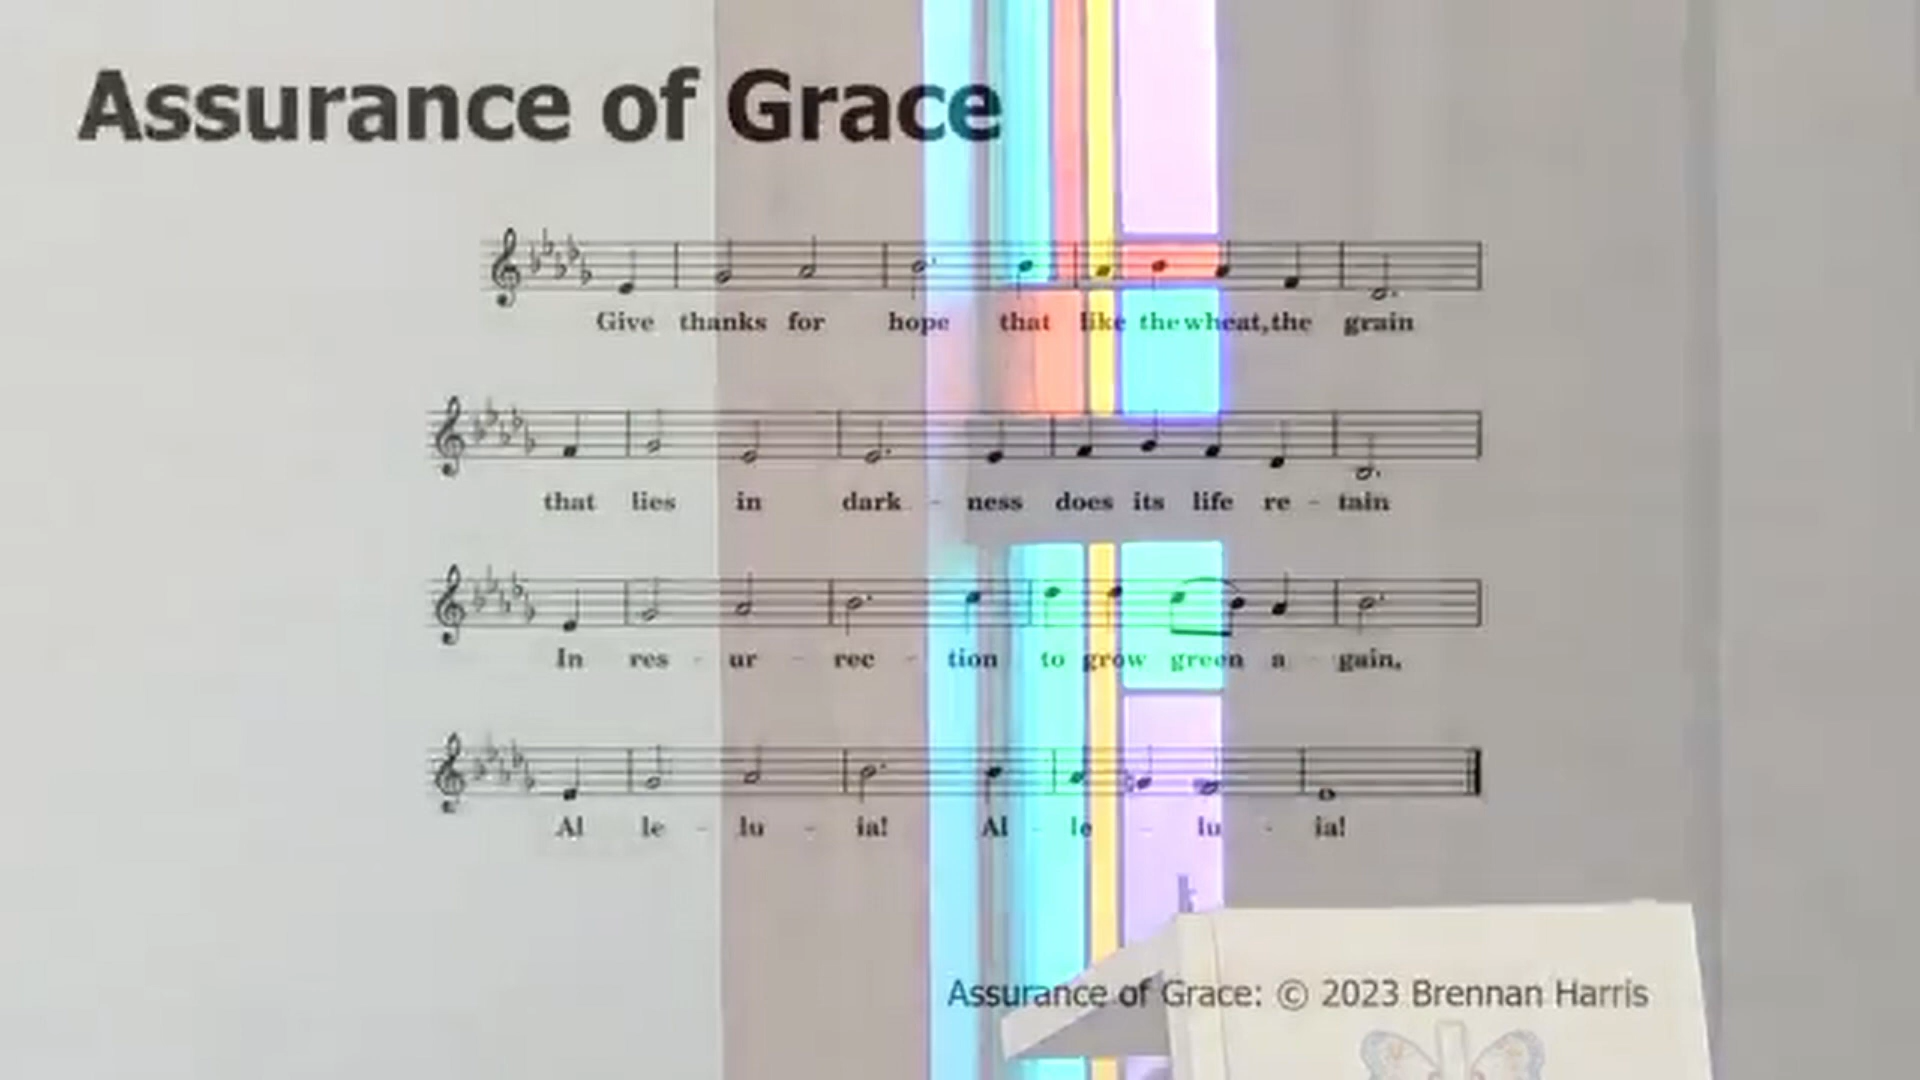 Assurance of Grace
Give thanks for hope that like the wheat, the grain
that lies in dark - ness does its life re - tain
In res - ur - rec - tion to grow green a - gain,
Al le - lu - ia! Al - le - lu - ia!
Assurance of Grace: © 2023 Brennan Harris